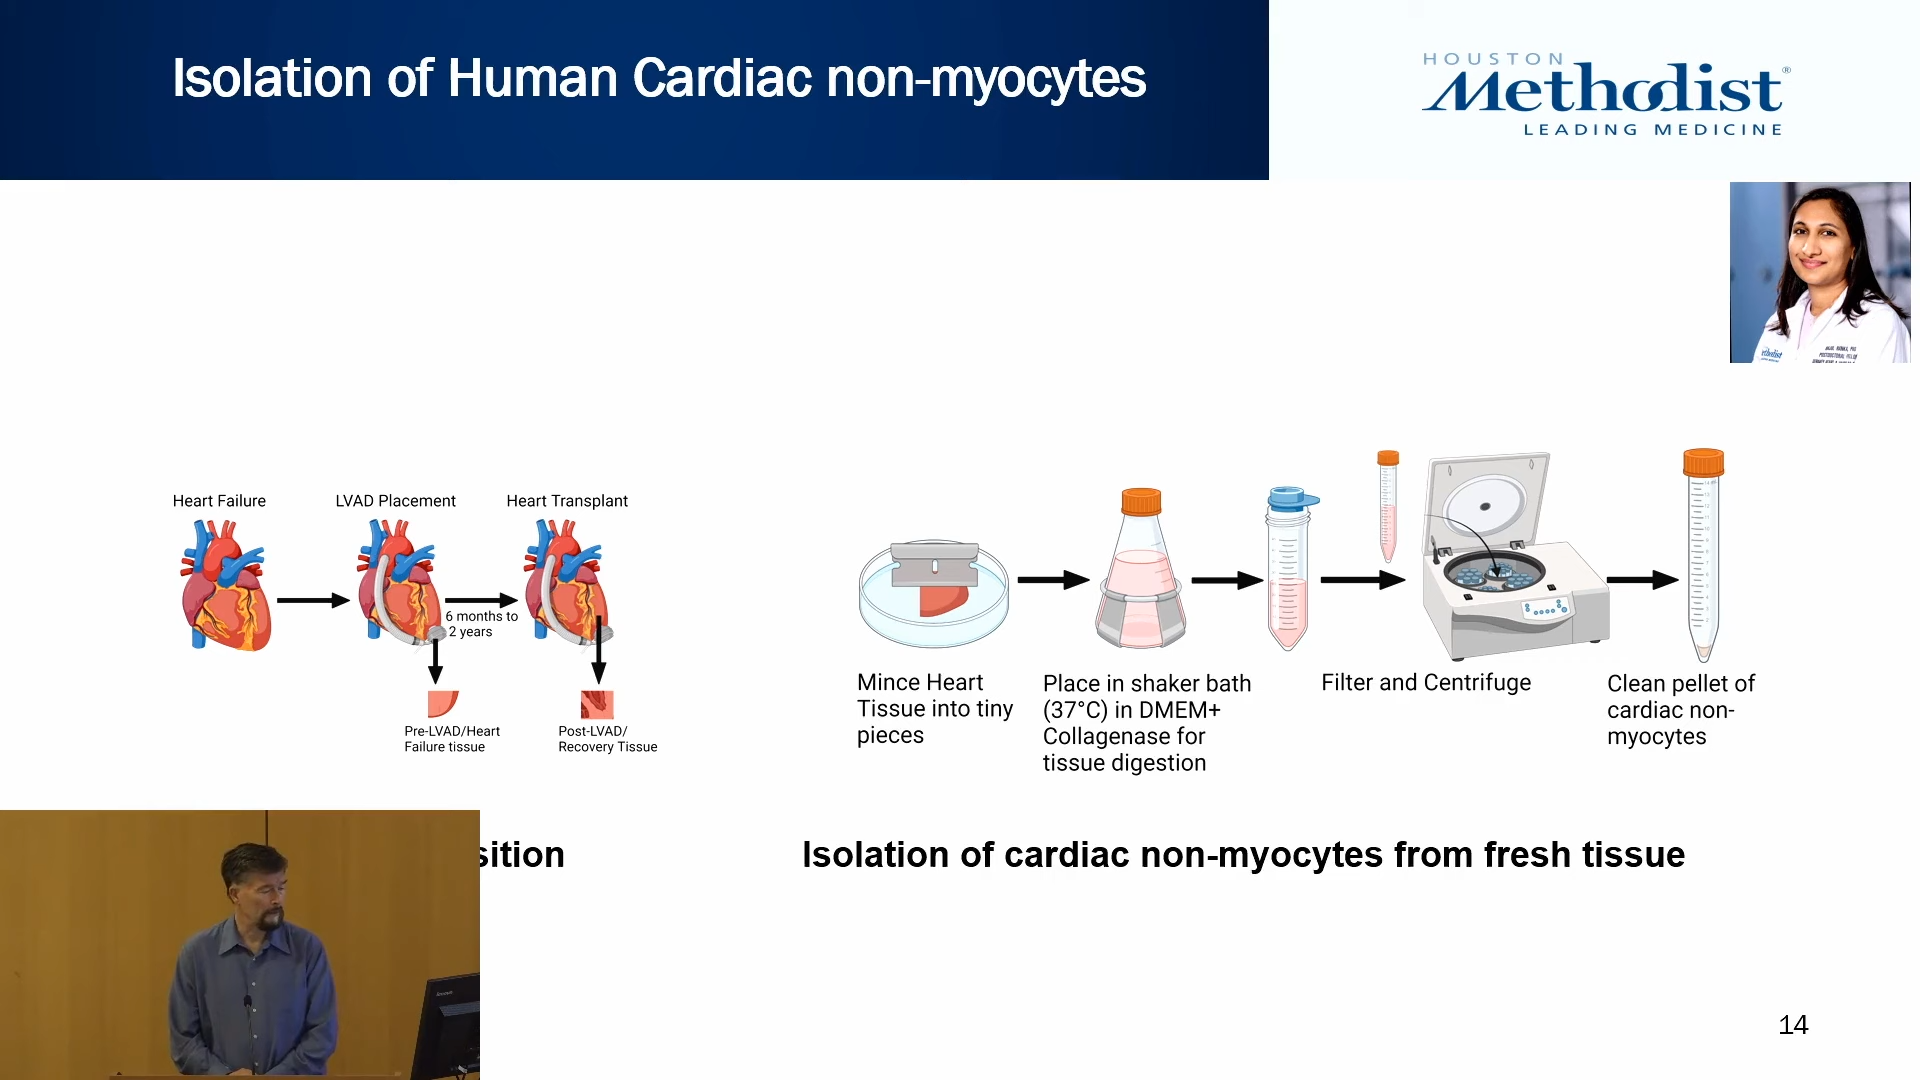 Isolation of Human Cardiac non-myocytes
HOUSTON
Methodist®
LEADING MEDICINE
Heart Failure
LVAD Placement
Heart Transplant
6 months to
2 years
Pre-LVAD/Heart
Failure tissue
Post-LVAD/
Recovery Tissue
Mince Heart
Tissue into tiny
pieces
Place in shaker bath
(37°C) in DMEM+
Collagenase for
tissue digestion
Filter and Centrifuge
Clean pellet of
cardiac non-
myocytes
sition
Isolation of cardiac non-myocytes from fresh tissue
14